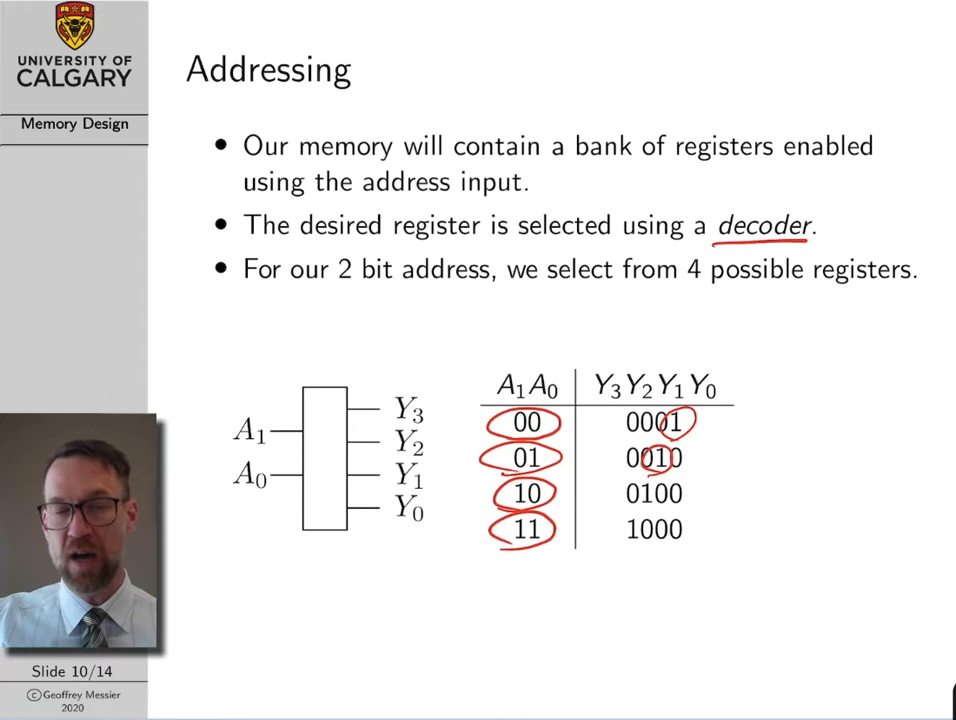 UNIVERSITY OF
CALGARY
Memory Design
Addressing
• Our memory will contain a bank of registers enabled
using the address input.
• The desired register is selected using a decoder.
• For our 2 bit address, we select from 4 possible registers.
A₁
A₀
Y₃
Y₂
Y₁
Y₀
A₁A₀ Y₃Y₂Y₁Y₀
00 0001
01 0010
10 0100
11 1000
Slide 10/14
©Geoffrey Messier
2020